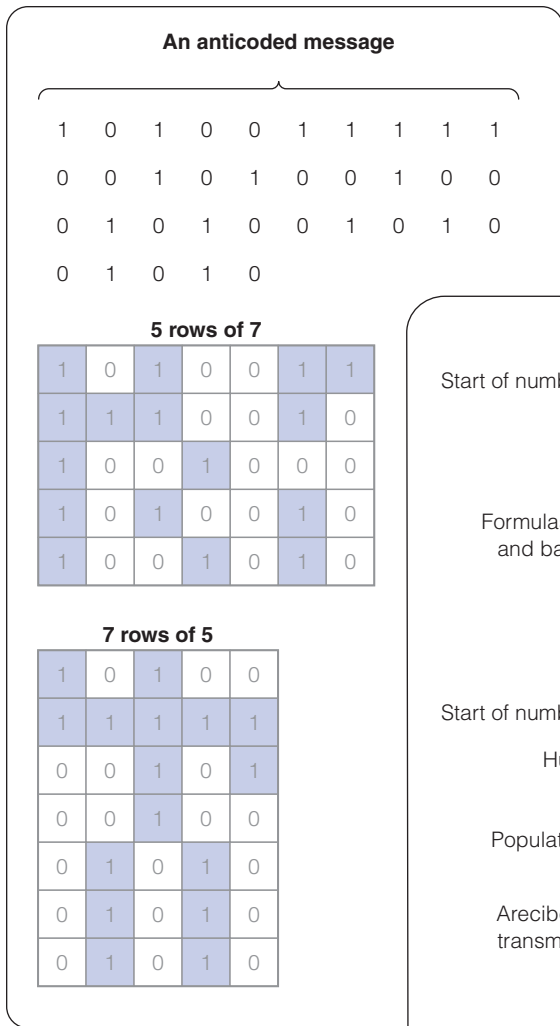 An anticoded message
1 0 1 0 0 1 1 1 1 1
0 0 1 0 1 0 0 1 0 0
0 1 0 1 0 0 1 0 1 0
0 1 0 1 0
5 rows of 7
1 0 1 0 0 1 1
1 1 1 0 0 1 0
1 0 0 1 0 0 0
1 0 1 0 0 1 0
1 0 0 1 0 1 0
7 rows of 5
1 0 1 0 0
1 1 1 1 1
0 0 1 0 1
0 0 1 0 0
0 1 0 1 0
0 1 0 1 0
0 1 0 1 0
Start of
Formula
and
Start of